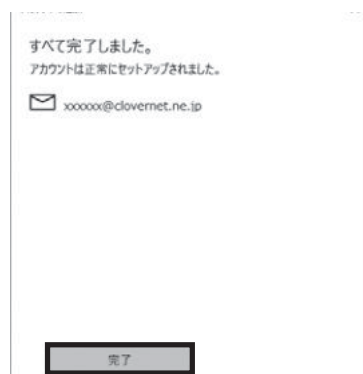 すべて完了しました。
アカウントは正常にセットアップされました。
xxxxxx@clovernet.ne.jp
完了